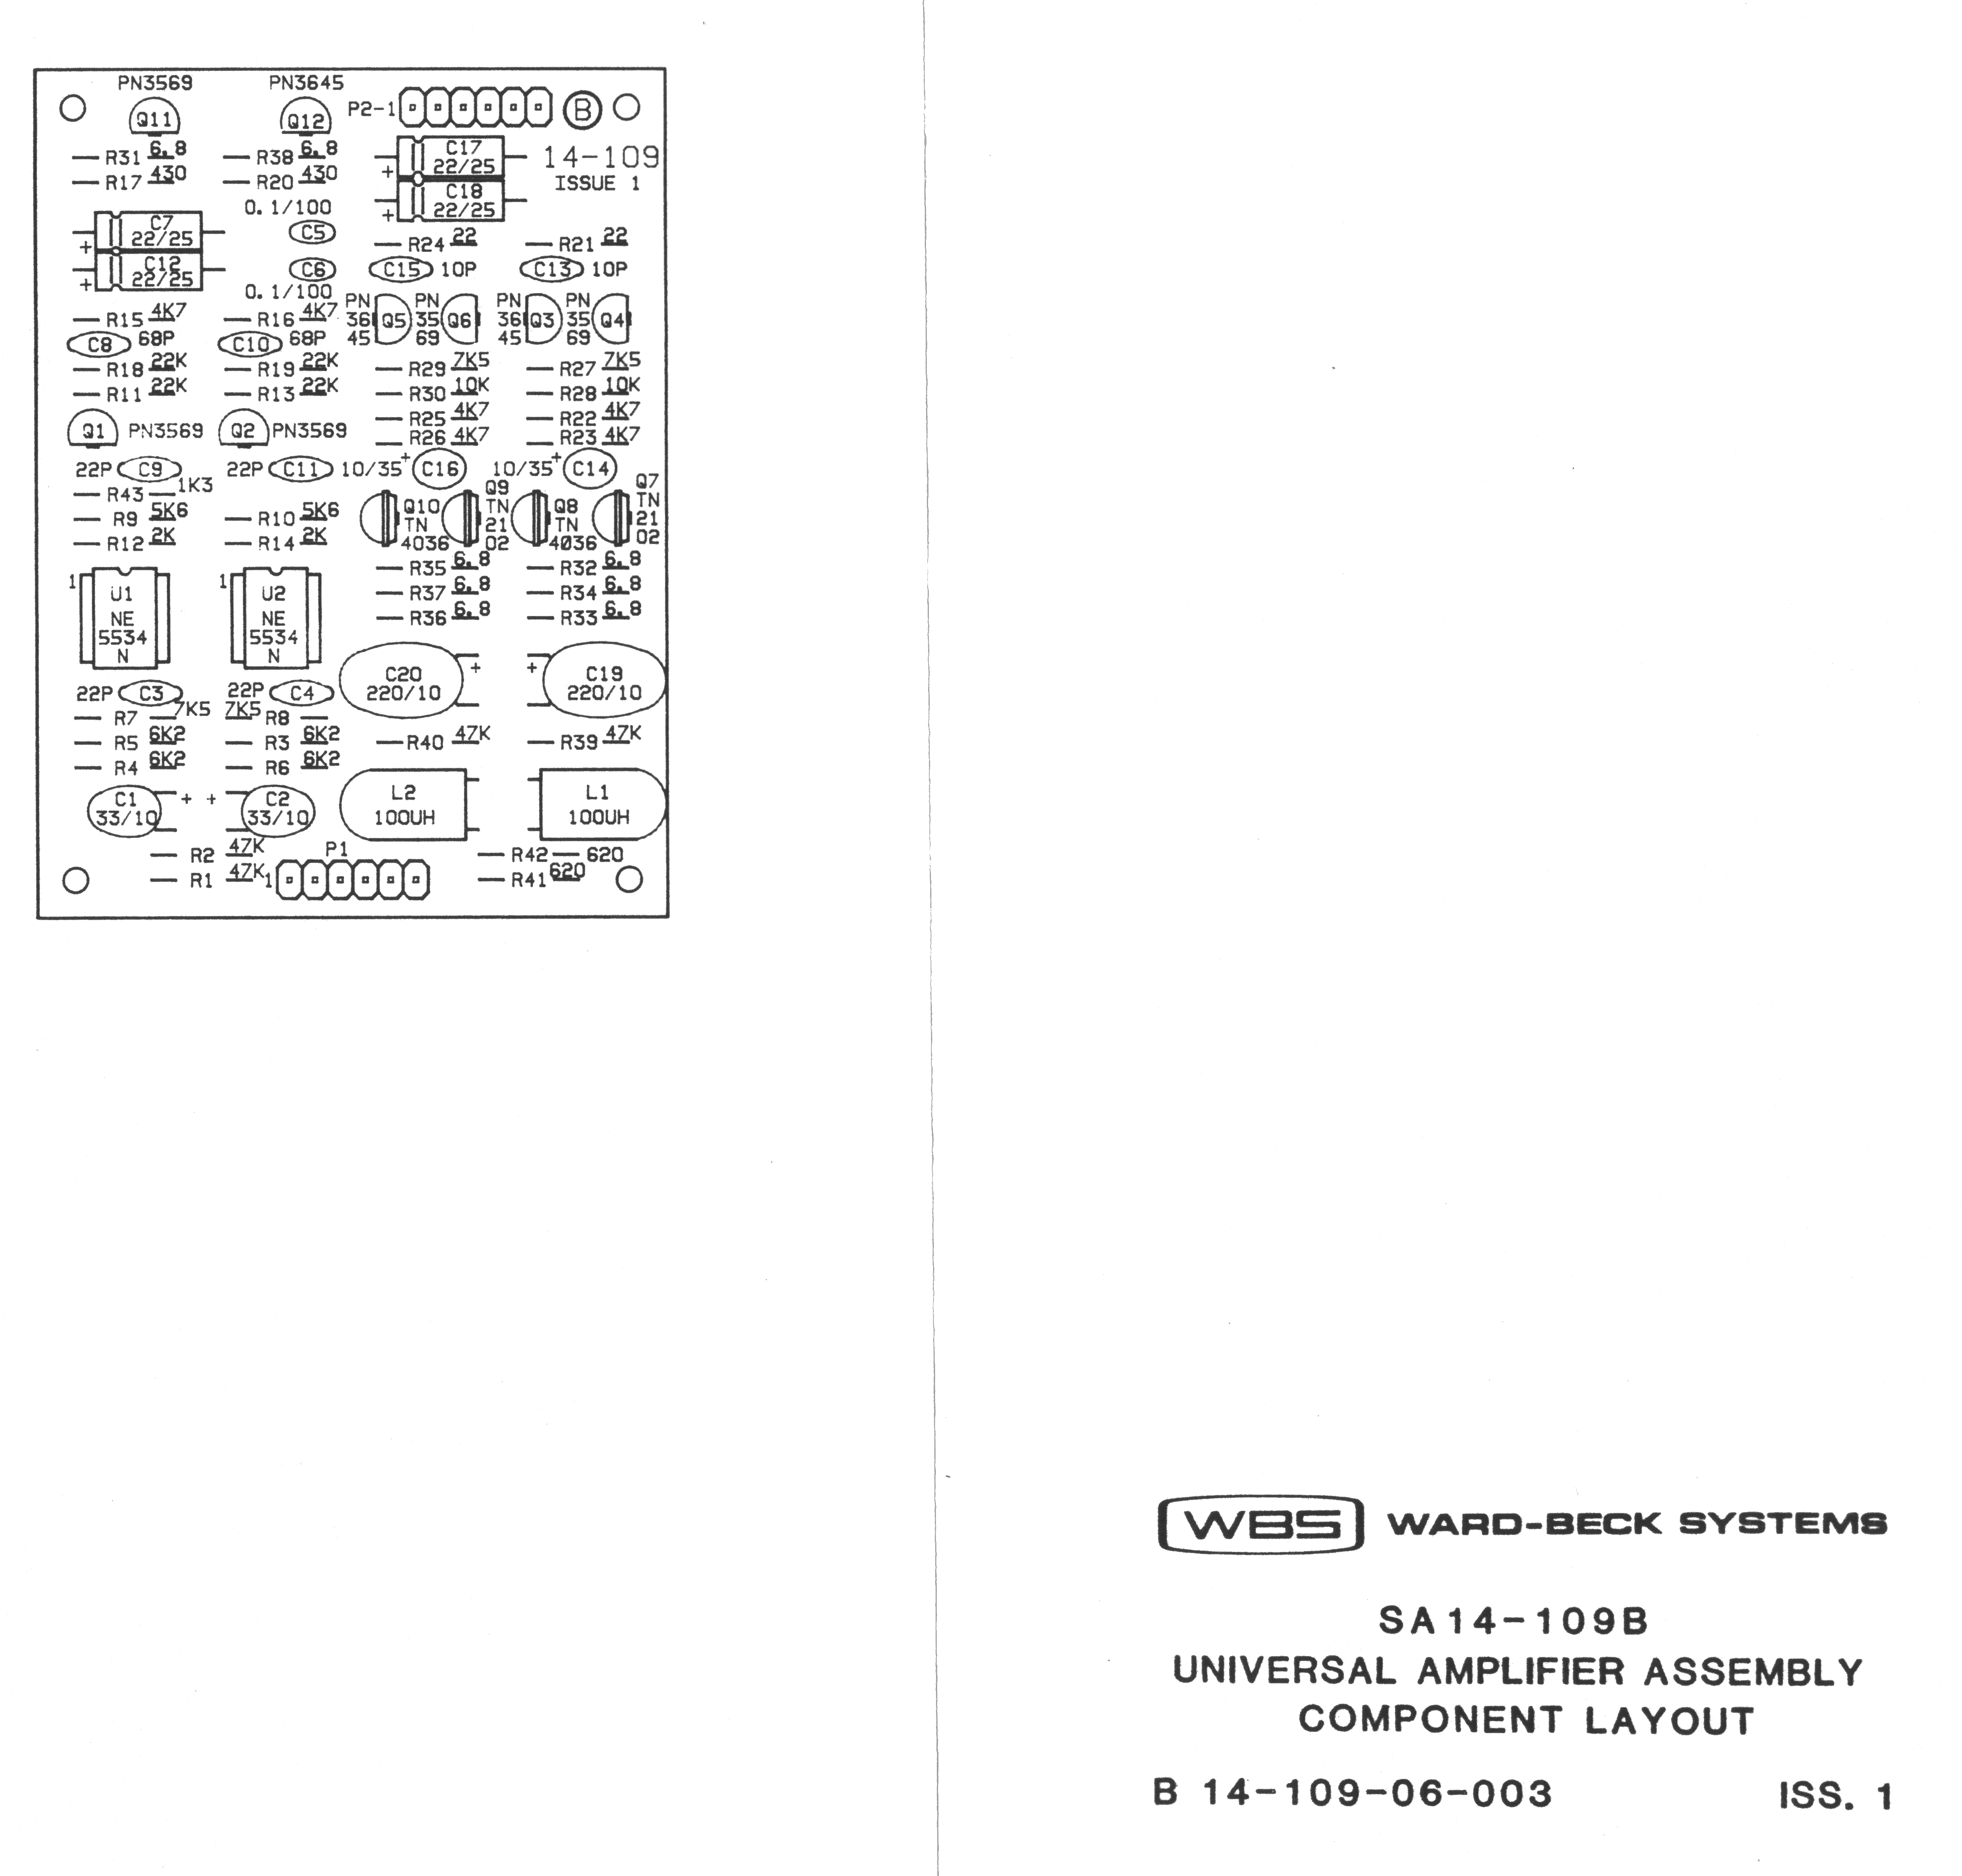 PN3569 PN3645
P2-1 B
Q11 Q12
R31 6.8 R38 6.8 C17 22/25 14-109
R17 430 R20 430 + ISSUE 1
C18 22/25
0.1/100 +
C7 22/25 C5
+ R24 22 R21 22
C12 22/25 C6 C15 10P C13 10P
+ 0.1/100
R15 4K7 R16 4K7 PN 36 45 Q5 PN 35 69 Q6 PN 36 45 Q3 PN 35 69 Q4
C8 68P C10 68P
R18 22K R19 22K R29 7K5 R27 7K5
R11 22K R13 22K R30 10K R28 10K
R25 4K7 R22 4K7
Q1 PN3569 Q2 PN3569 R26 4K7 R23 4K7
22P C9 22P C11 10/35 + C16 10/35 + C14
R43 1K3 Q10 TN 4036 Q9 TN 21 02 Q8 TN 4036 Q7 TN 21 02
R9 5K6 R10 5K6
R12 2K R14 2K
R35 6.8 R32 6.8
1 U1 NE 5534 N 1 U2 NE 5534 N R37 6.8 R34 6.8
R36 6.8 R33 6.8
C20 220/10 + + C19 220/10
22P C3 22P C4
R7 7K5 7K5 R8
R5 6K2 R3 6K2 R40 47K R39 47K
R4 6K2 R6 6K2
C1 33/10 + + C2 33/10 L2 100UH L1 100UH
R2 47K P1 R42 620
R1 47K 1 R41 620
WBS WARD-BECK SYSTEMS
SA14-109B
UNIVERSAL AMPLIFIER ASSEMBLY
COMPONENT LAYOUT
B 14-109-06-003 ISS. 1